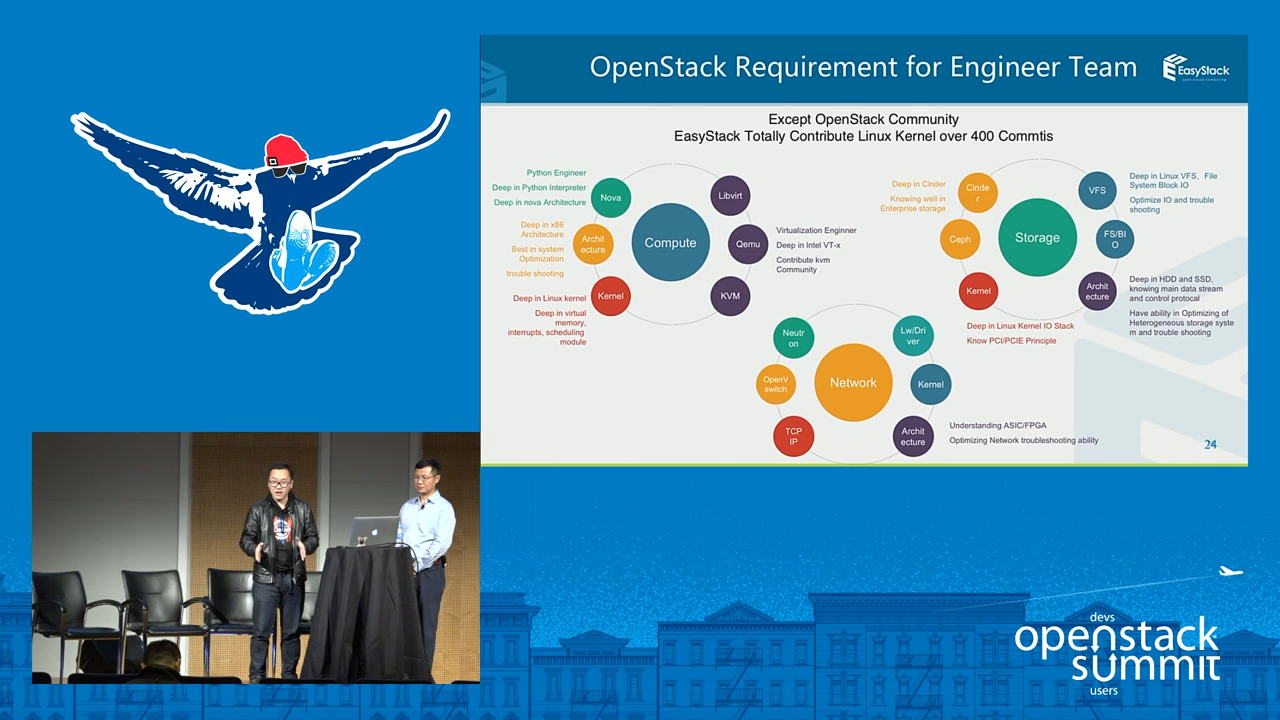 OpenStack Requirement for Engineer Team
EasyStack
Except OpenStack Community
EasyStack Totally Contribute Linux Kernel over 400 Commtis
Python Engineer
Deep in Python Interpreter
Deep in nova Architecture
Deep in x86
Architecture
Best in system
Optimization
trouble shooting
Deep in Linux kernel
Deep in virtual
memory,
interrupts, scheduling
module
Nova
Archit
ecture
Kernel
Compute
Libvirt
Qemu
KVM
Virtualization Enginner
Deep in Intel VT-x
Contribute kvm
Community
Deep in Cinder
Knowing well in
Enterprise storage
Cinde
r
Ceph
Kernel
Storage
VFS
FS/BI
O
Archit
ecture
Deep in Linux VFS、File
System Block IO
Optimize IO and trouble
shooting
Deep in HDD and SSD,
knowing main data stream
and control protocal
Have ability in Optimizing of
Heterogeneous storage syste
m and trouble shooting
Deep in Linux Kernel IO Stack
Know PCI/PCIE Principle
Neutr
on
OpenV
switch
TCP
IP
Network
Lw/Dri
ver
Kernel
Archit
ecture
Understanding ASIC/FPGA
Optimizing Network troubleshooting ability
24
devs
openstack
summit
users